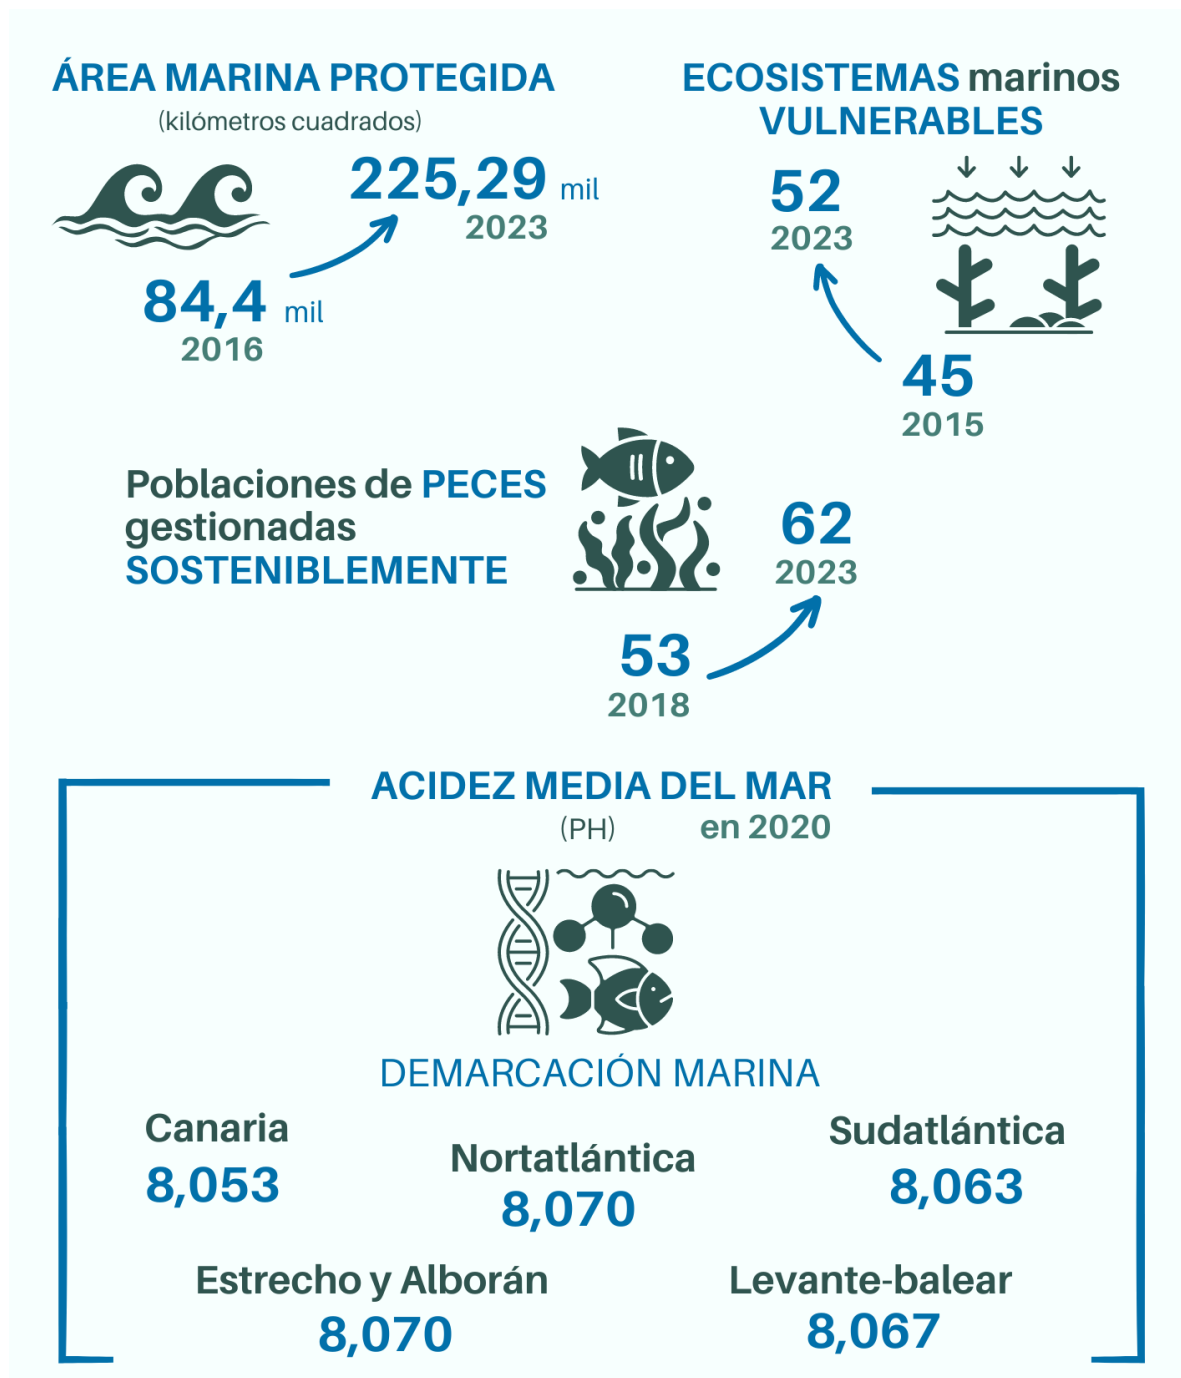 ÁREA MARINA PROTEGIDA
(kilómetros cuadrados)
225,29 mil
2023
84,4 mil
2016
ECOSISTEMAS marinos
VULNERABLES
52
2023
45
2015
Poblaciones de PECES
gestionadas
SOSTENIBLEMENTE
62
2023
53
2018
ACIDEZ MEDIA DEL MAR
(PH) en 2020
DEMARCACIÓN MARINA
Canaria
8,053
Nortatlántica
8,070
Sudatlántica
8,063
Estrecho y Alborán
8,070
Levante-balear
8,067